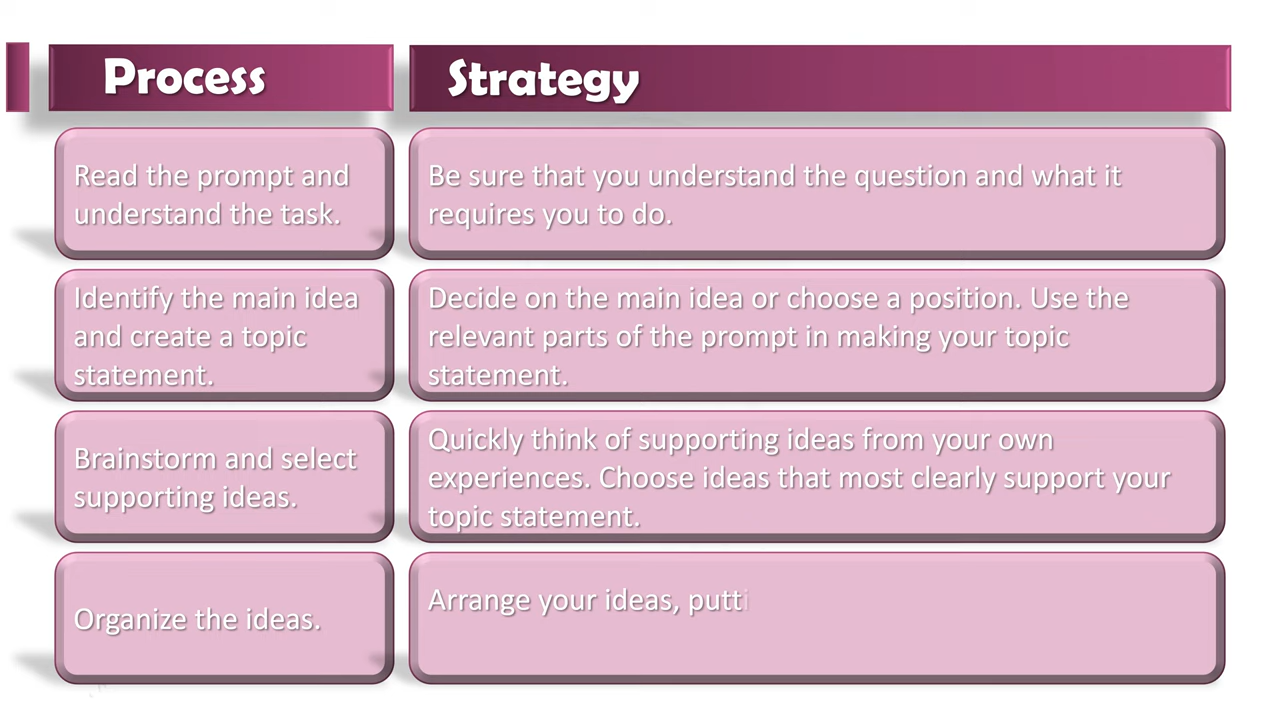 Process
Strategy
Read the prompt and
understand the task.
Be sure that you understand the question and what it
requires you to do.
Identify the main idea
and create a topic
statement.
Decide on the main idea or choose a position. Use the
relevant parts of the prompt in making your topic
statement.
Brainstorm and select
supporting ideas.
Quickly think of supporting ideas from your own
experiences. Choose ideas that most clearly support your
topic statement.
Organize the ideas.
Arrange your ideas, putti